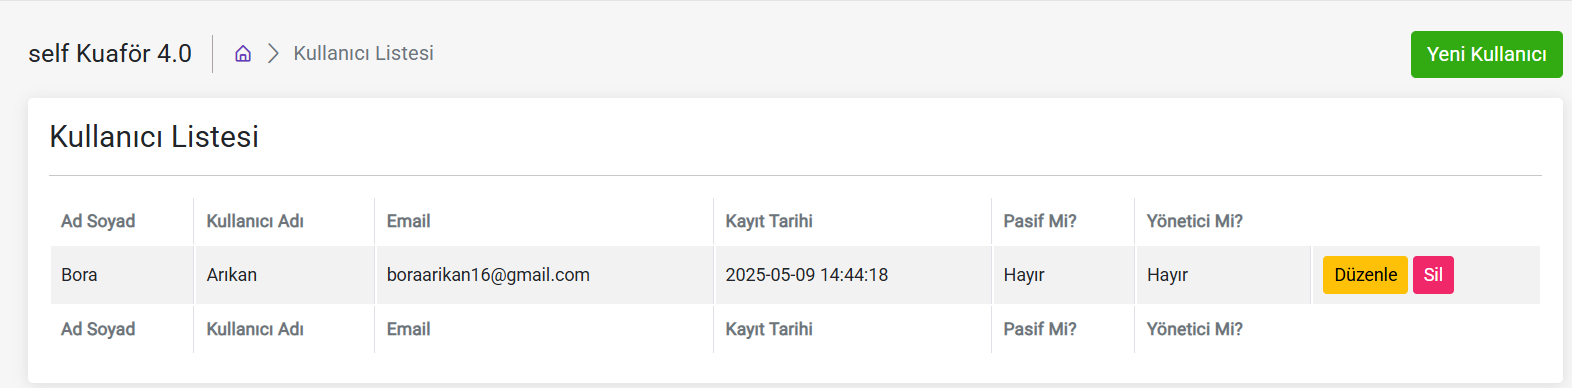 self Kuaför 4.0 Kullanıcı Listesi Yeni Kullanıcı
Kullanıcı Listesi
Ad Soyad Kullanıcı Adı Email Kayıt Tarihi Pasif Mi? Yönetici Mi?
Bora Arıkan boraarikan16@gmail.com 2025-05-09 14:44:18 Hayır Hayır Düzenle Sil
Ad Soyad Kullanıcı Adı Email Kayıt Tarihi Pasif Mi? Yönetici Mi?